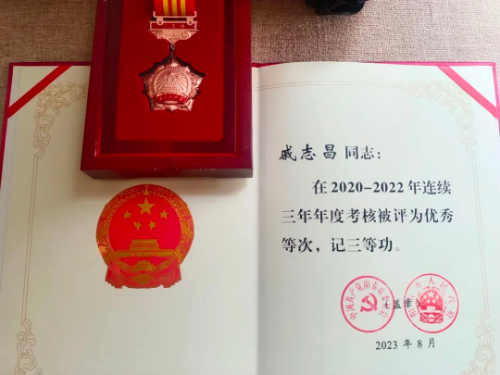 戚志昌 同志：
在2020-2022年连续
三年年度考核被评为优秀
等次，记三等功。
盖章
2023 年 8 月